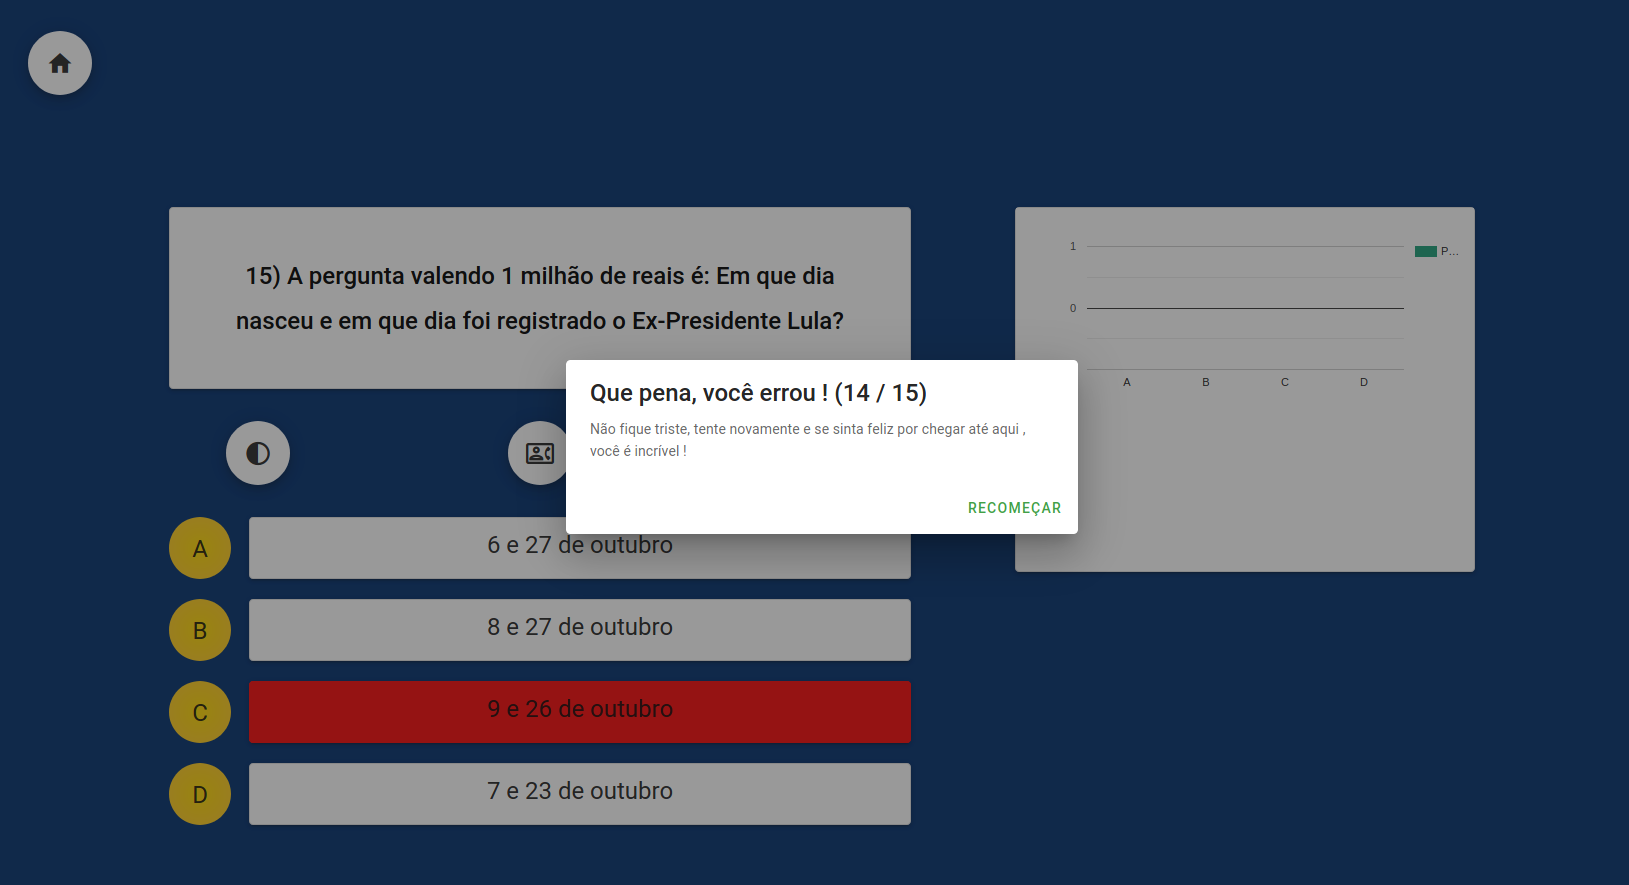 15) A pergunta valendo 1 milhão de reais é: Em que dia
nasceu e em que dia foi registrado o Ex-Presidente Lula?
1
0
A
B
C
D
P...
Que pena, você errou ! (14 / 15)
Não fique triste, tente novamente e se sinta feliz por chegar até aqui ,
você é incrível !
RECOMEÇAR
A
6 e 27 de outubro
B
8 e 27 de outubro
C
9 e 26 de outubro
D
7 e 23 de outubro